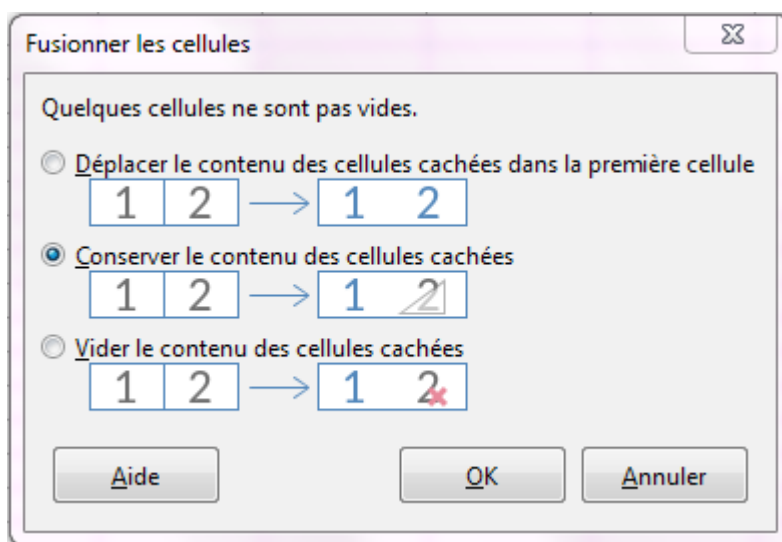 Fusionner les cellules
Quelques cellules ne sont pas vides.
Déplacer le contenu des cellules cachées dans la première cellule
1 2 1 2
Conserver le contenu des cellules cachées
1 2 1 2
Vider le contenu des cellules cachées
1 2 1 2
Aide OK Annuler